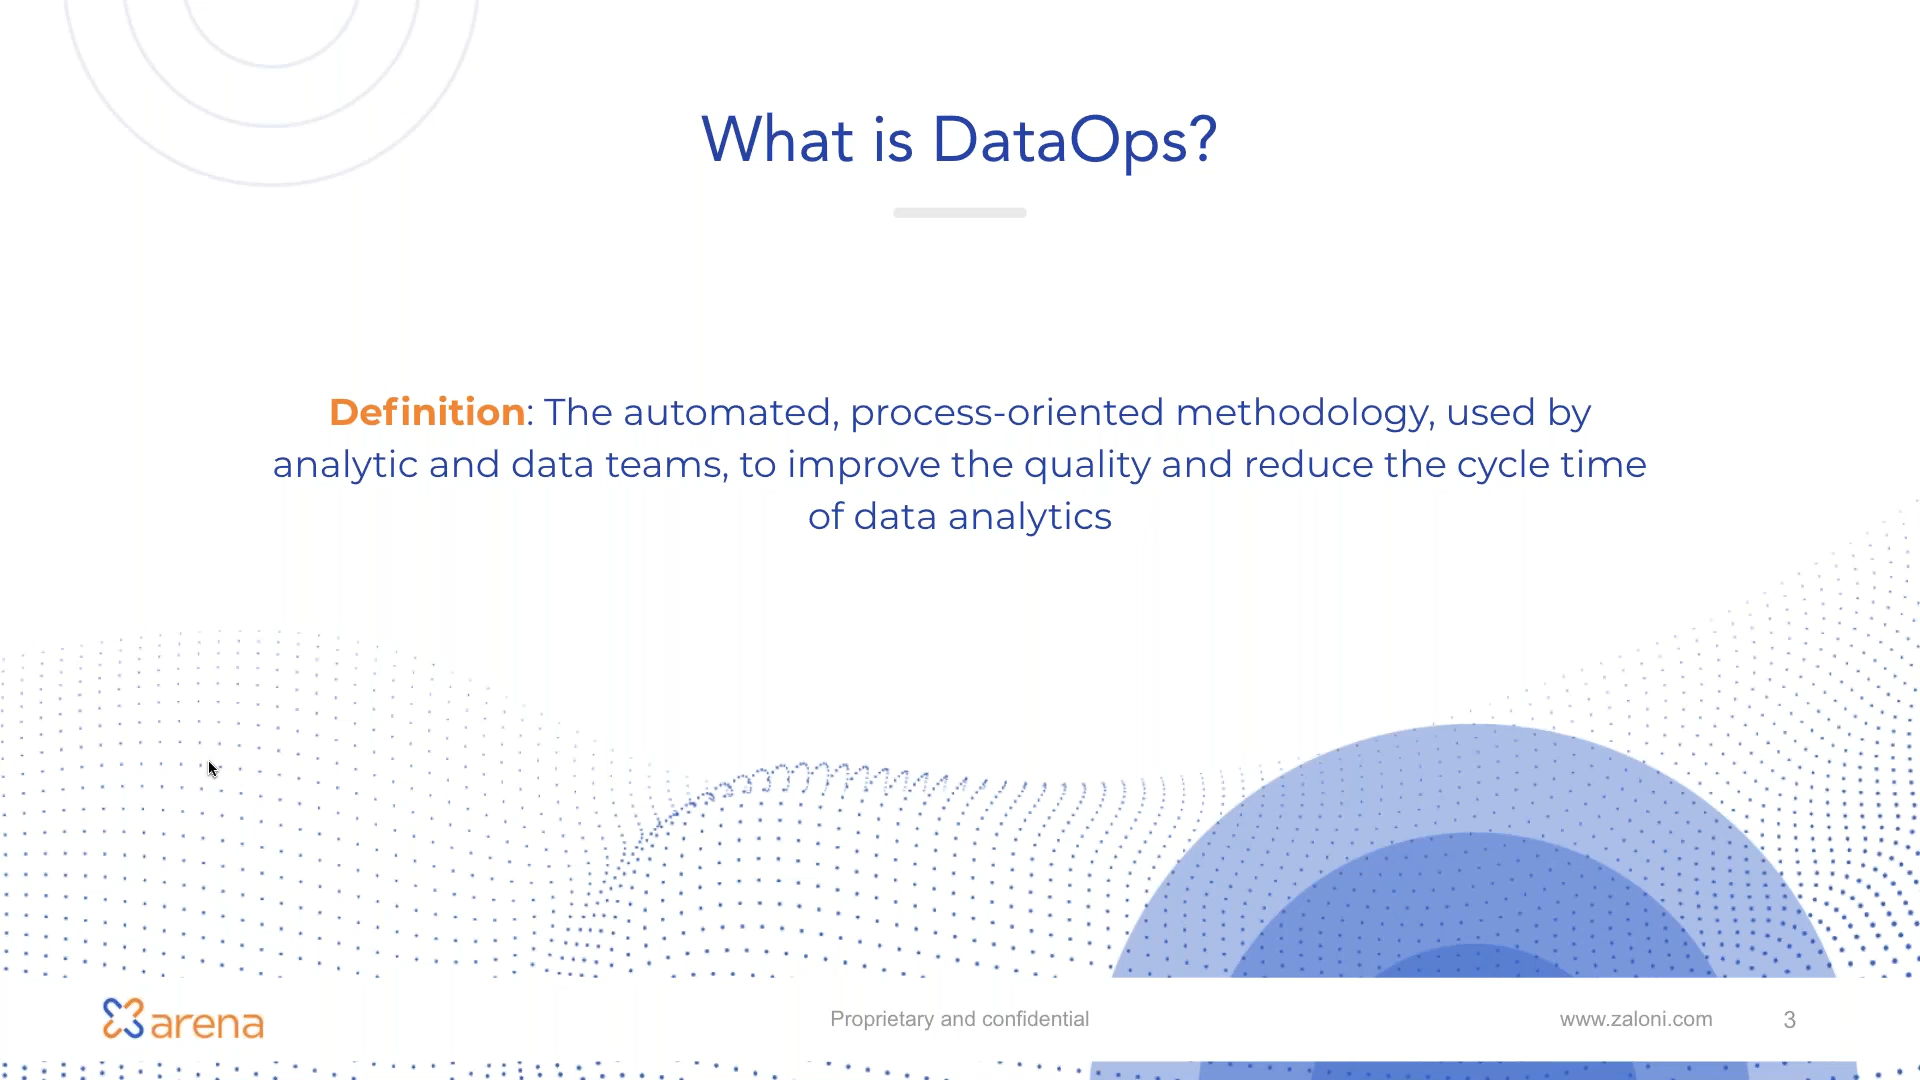 What is DataOps?
Definition: The automated, process-oriented methodology, used by
analytic and data teams, to improve the quality and reduce the cycle time
of data analytics
arena
Proprietary and confidential
www.zaloni.com
3